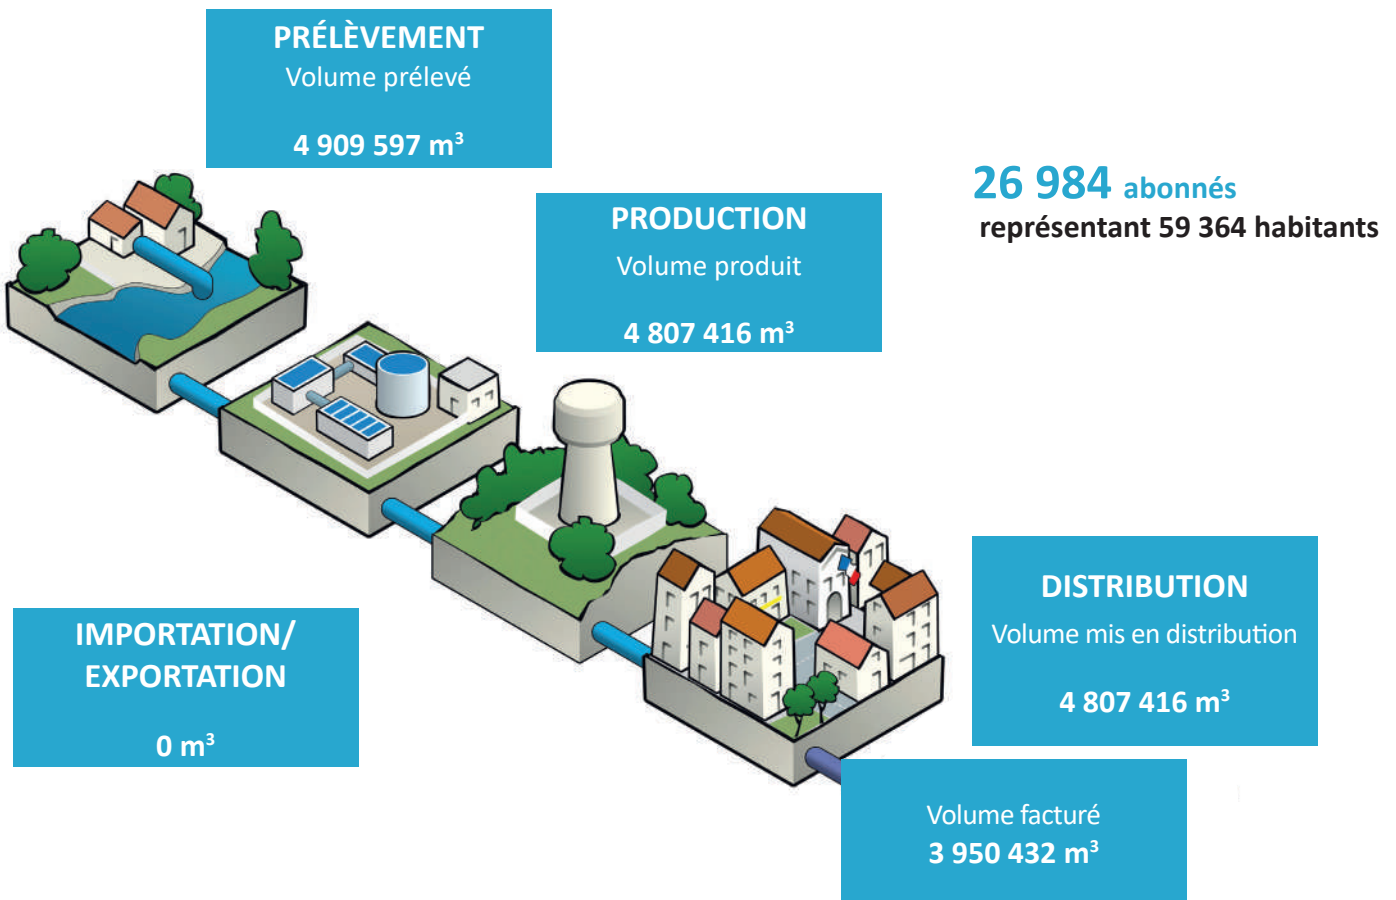 PRÉLÈVEMENT
Volume prélevé
4 909 597 m³
26 984 abonnés
représentant 59 364 habitants
PRODUCTION
Volume produit
4 807 416 m³
IMPORTATION/
EXPORTATION
0 m³
DISTRIBUTION
Volume mis en distribution
4 807 416 m³
Volume facturé
3 950 432 m³